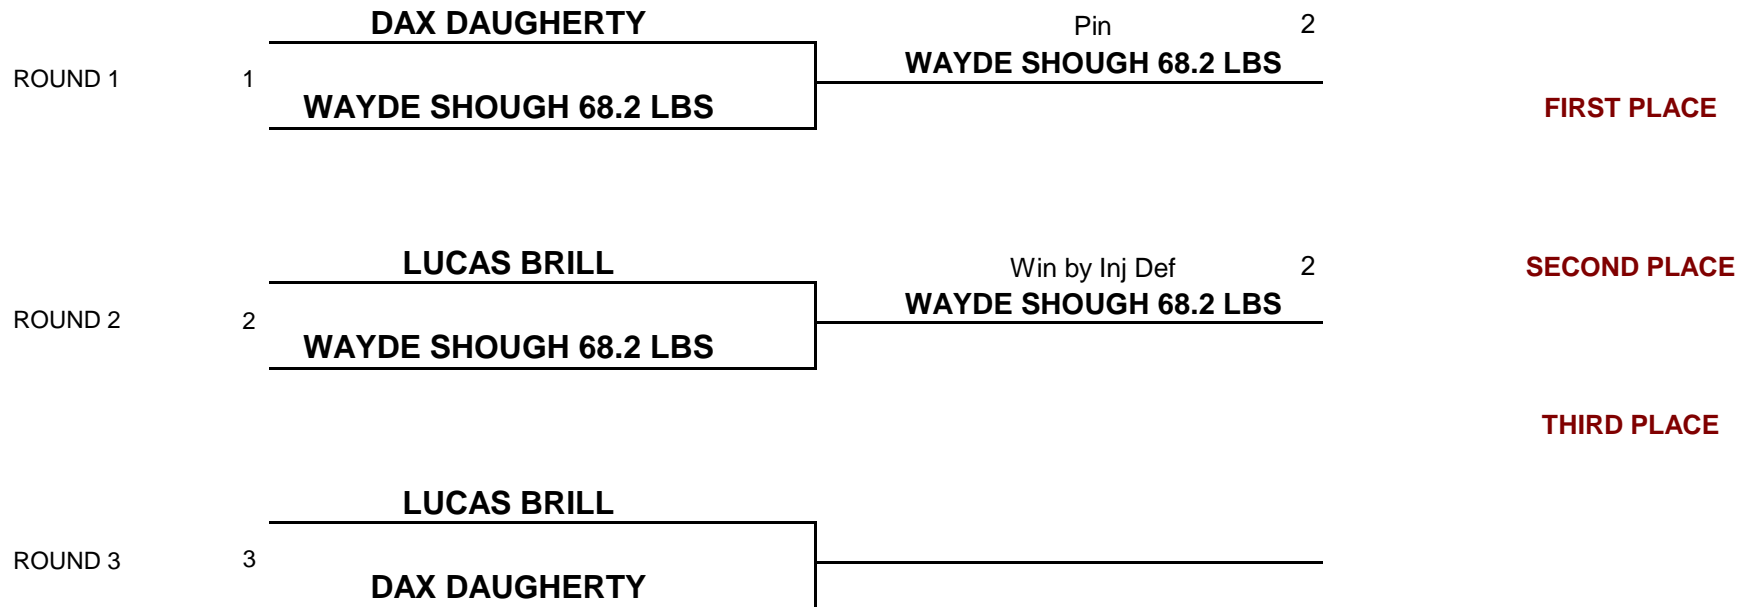 DAX DAUGHERTY
Pin 2
WAYDE SHOUGH 68.2 LBS
ROUND 1 1
WAYDE SHOUGH 68.2 LBS
FIRST PLACE
LUCAS BRILL
Win by Inj Def 2
SECOND PLACE
WAYDE SHOUGH 68.2 LBS
ROUND 2 2
WAYDE SHOUGH 68.2 LBS
THIRD PLACE
LUCAS BRILL
ROUND 3 3
DAX DAUGHERTY